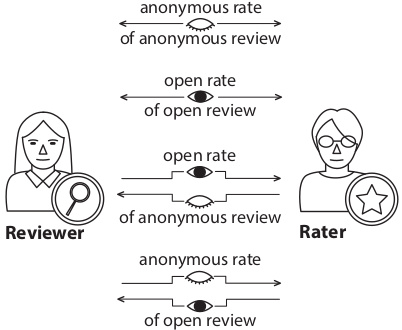 anonymous rate
of anonymous review
open rate
of open review
open rate
of anonymous review
Reviewer
Rater
anonymous rate
of open review